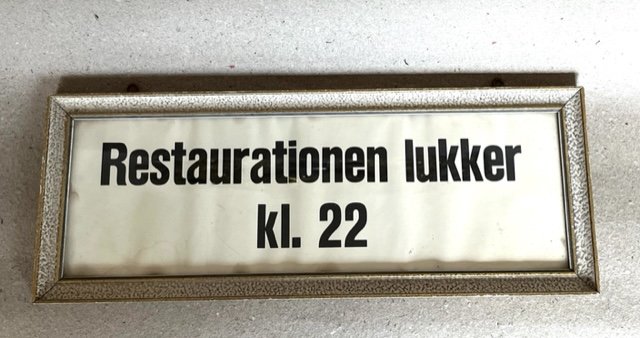 Restaurationen lukker
kl. 22